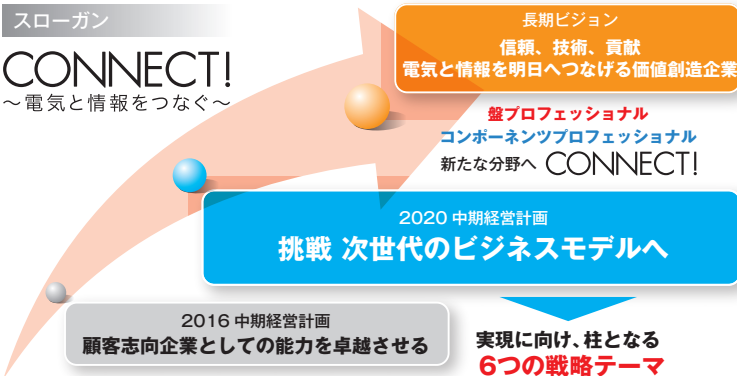 スローガン
CONNECT!
～電気と情報をつなぐ～
長期ビジョン
信頼、技術、貢献
電気と情報を明日へつなげる価値創造企業
盤プロフェッショナル
コンポーネンツプロフェッショナル
新たな分野へ CONNECT!
2020 中期経営計画
挑戦 次世代のビジネスモデルへ
2016 中期経営計画
顧客志向企業としての能力を卓越させる
実現に向け、柱となる
6つの戦略テーマ